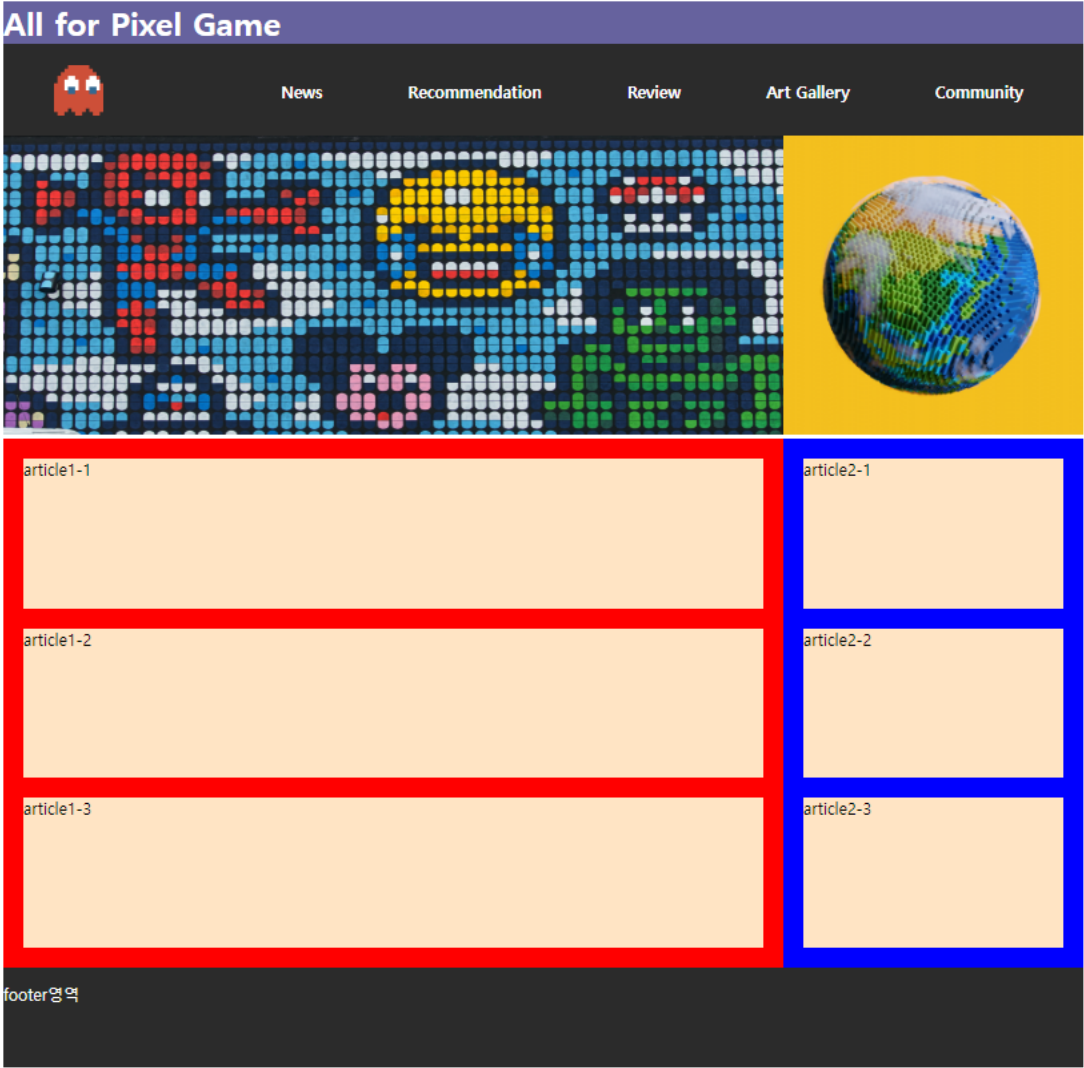 All for Pixel Game
News Recommendation Review Art Gallery Community
article1-1
article2-1
article1-2
article2-2
article1-3
article2-3
footer영역